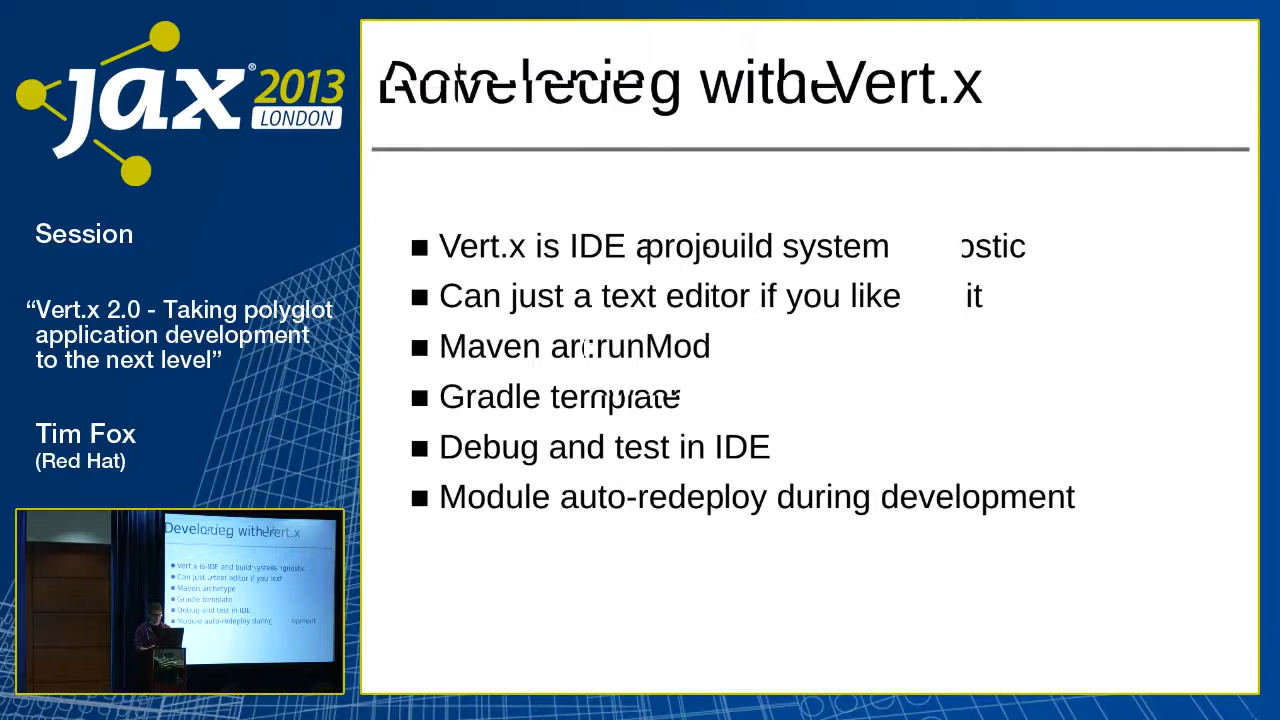 jax 2013
LONDON
Session
“Vert.x 2.0 - Taking polyglot
application development
to the next level”
Tim Fox
(Red Hat)
with Vert.x
■ Vert.x is IDE system
■ Can just a text editor if you like
■ Maven runMod
■ Gradle
■ Debug and test in IDE
■ Module auto-redeploy during development